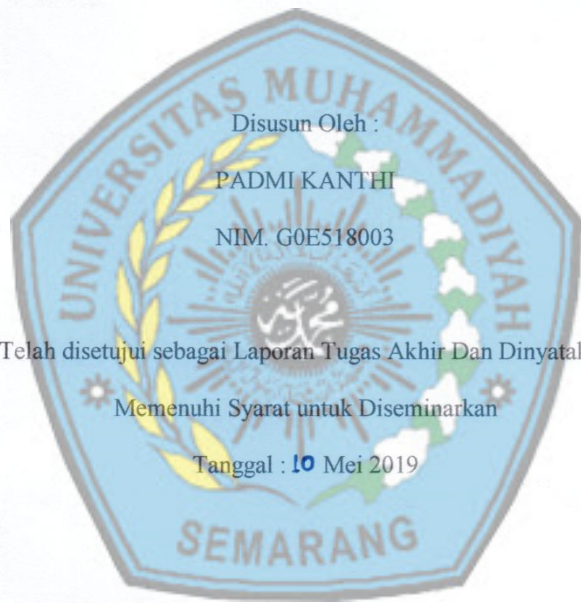 UNIVERSITAS MUHAMMADIYAH
Disusun Oleh :
PADMI KANTHI
NIM. G0E518003
Telah disetujui sebagai Laporan Tugas Akhir Dan Dinyata
Memenuhi Syarat untuk Diseminarkan
Tanggal : 10 Mei 2019
SEMARANG